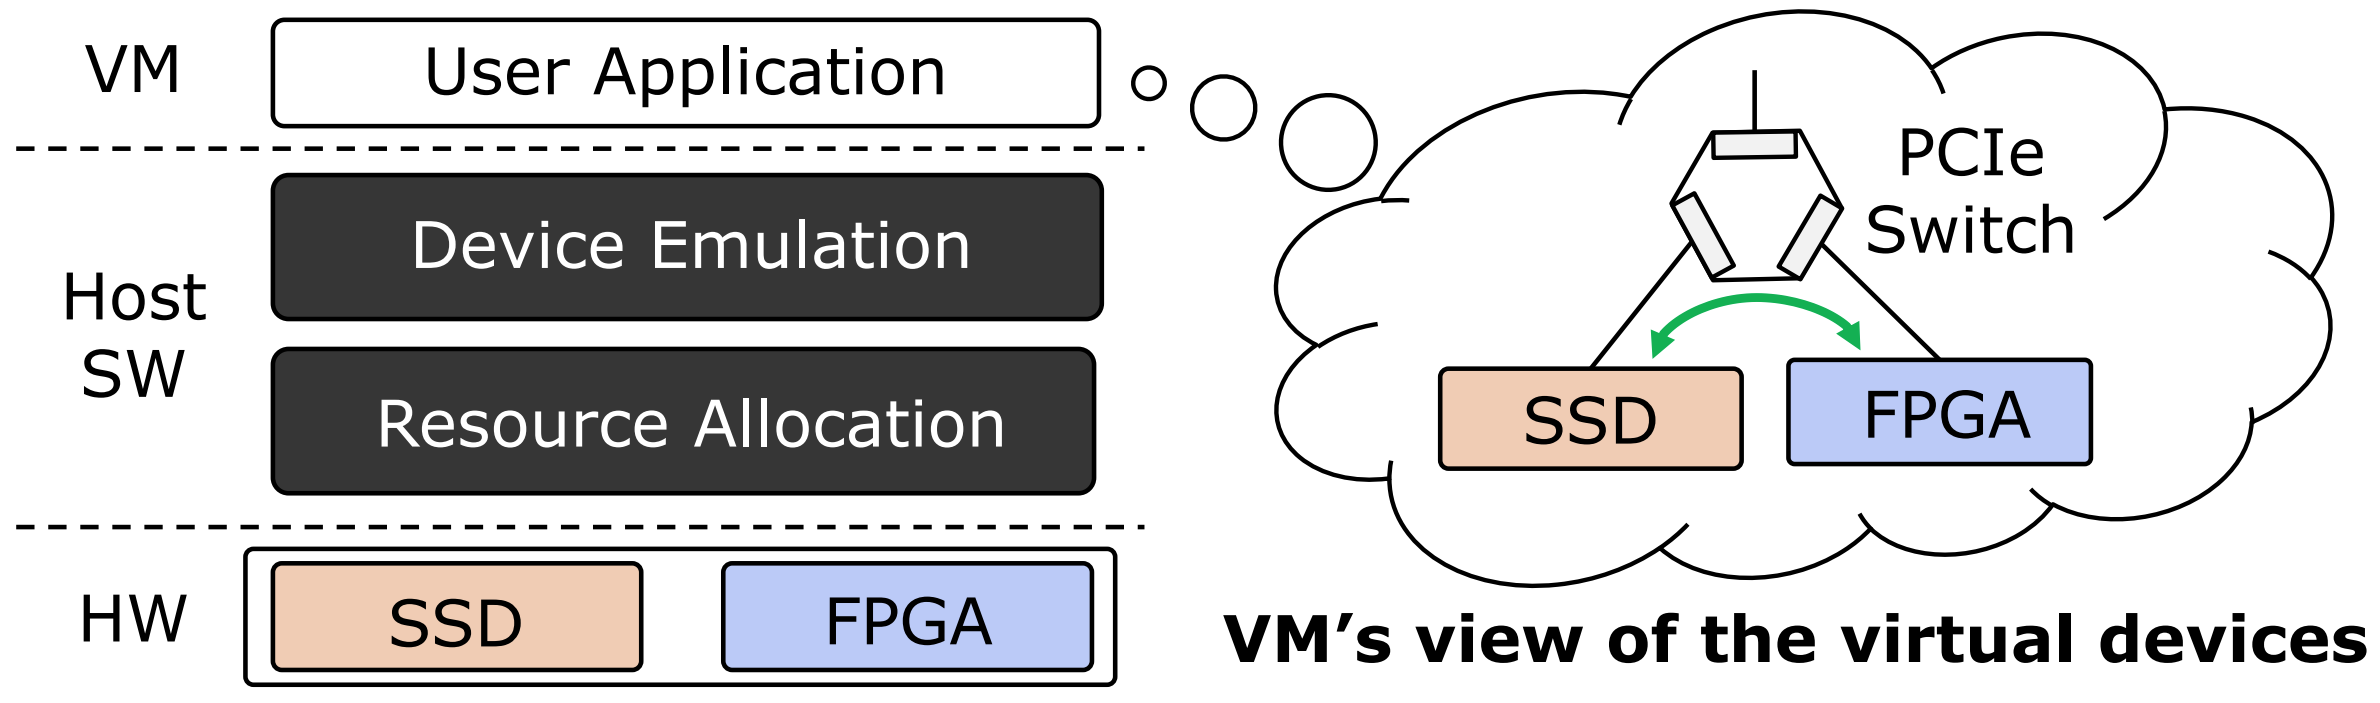 VM
User Application
Host
SW
Device Emulation
Resource Allocation
HW
SSD
FPGA
PCIe
Switch
SSD
FPGA
VM’s view of the virtual devices